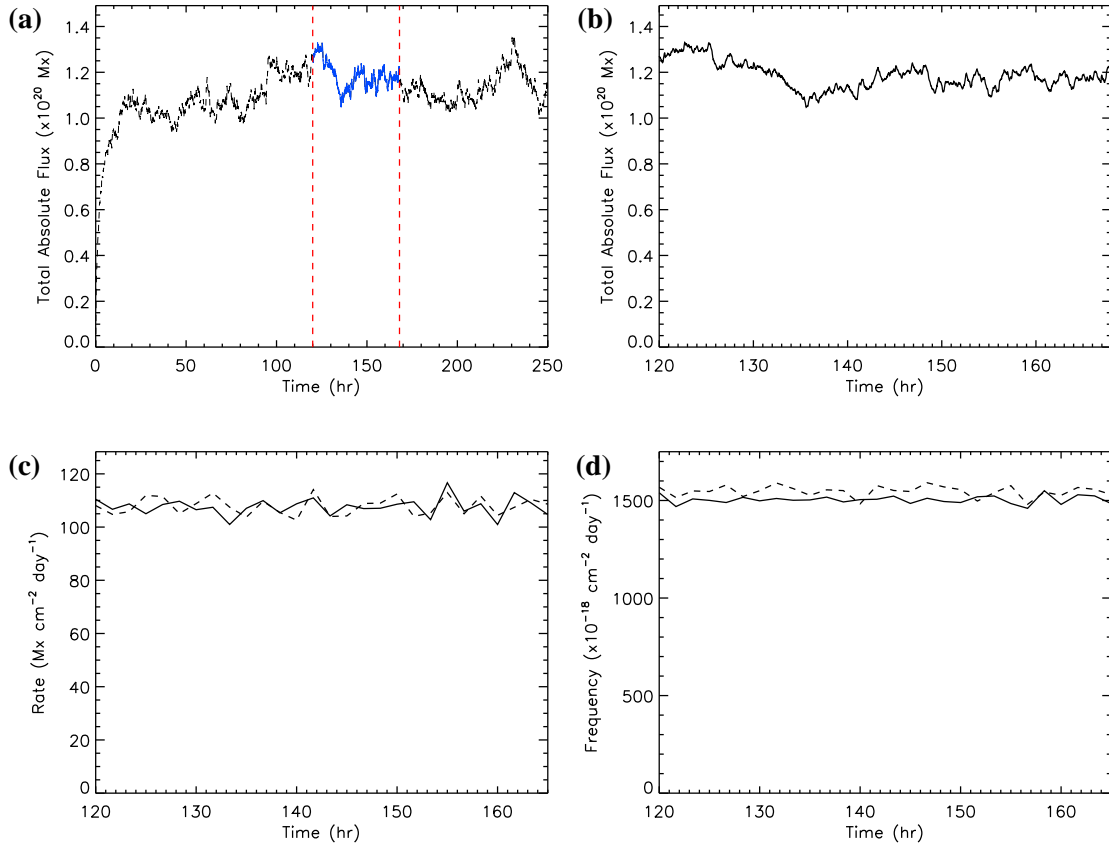 (a)
Total Absolute Flux (x10²⁰ Mx)
1.4
1.2
1.0
0.8
0.6
0.4
0.2
0.0
0 50 100 150 200 250
Time (hr)
(b)
Total Absolute Flux (x10²⁰ Mx)
1.4
1.2
1.0
0.8
0.6
0.4
0.2
0.0
120 130 140 150 160
Time (hr)
(c)
Rate (Mx cm⁻² day⁻¹)
120
100
80
60
40
20
0
120 130 140 150 160
Time (hr)
(d)
Frequency (x10⁻¹⁸ cm⁻² day⁻¹)
1500
1000
500
0
120 130 140 150 160
Time (hr)